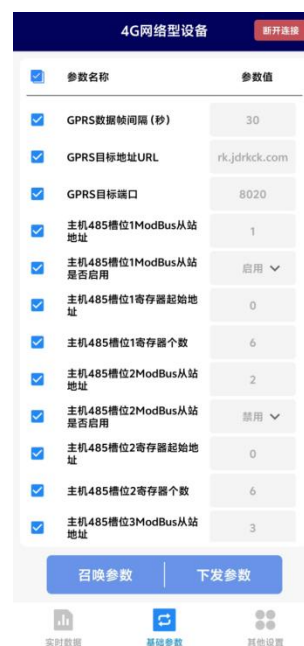 4G网络型设备
断开连接
参数名称 参数值
GPRS数据帧间隔(秒) 30
GPRS目标地址URL rk.jdrkck.com
GPRS目标端口 8020
主机485槽位1ModBus从站
地址 1
主机485槽位1ModBus从站
是否启用 启用
主机485槽位1寄存器起始地
址 0
主机485槽位1寄存器个数 6
主机485槽位2ModBus从站
地址 2
主机485槽位2ModBus从站
是否启用 禁用
主机485槽位2寄存器起始地
址 0
主机485槽位2寄存器个数 6
主机485槽位3ModBus从站
地址 3
召唤参数 下发参数
实时数据 基础参数 其他设置